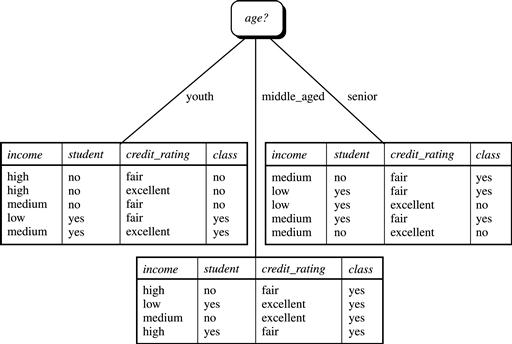 age?
youth
middle_aged
senior
income student credit_rating class
high no fair no
high no excellent no
medium no fair no
low yes fair yes
medium yes excellent yes
income student credit_rating class
medium no fair yes
low yes fair yes
low yes excellent no
medium yes fair yes
medium no excellent no
income student credit_rating class
high no fair yes
low yes excellent yes
medium no excellent yes
high yes fair yes